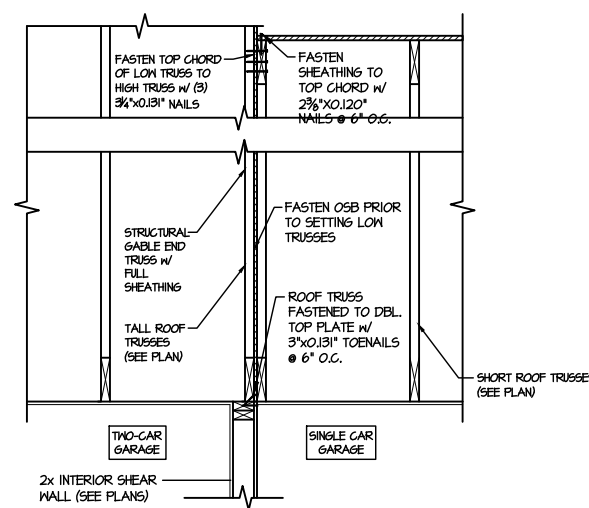 FASTEN TOP CHORD
OF LOW TRUSS TO
HIGH TRUSS W/ (3)
3¼"x0.131" NAILS
FASTEN
SHEATHING TO
TOP CHORD W/
2⅜"X0.120"
NAILS @ 6" O.C.
STRUCTURAL
GABLE END
TRUSS W/
FULL
SHEATHING
FASTEN OSB PRIOR
TO SETTING LOW
TRUSSES
TALL ROOF
TRUSSES
(SEE PLAN)
ROOF TRUSS
FASTENED TO DBL.
TOP PLATE W/
3"x0.131" TOENAILS
@ 6" O.C.
SHORT ROOF TRUSSE
(SEE PLAN)
TWO-CAR
GARAGE
SINGLE CAR
GARAGE
2x INTERIOR SHEAR
WALL (SEE PLANS)